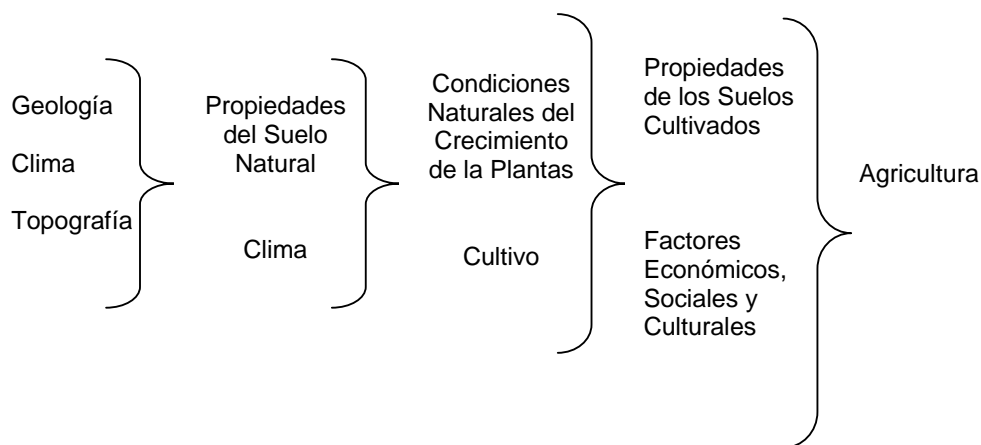 Geología
Clima
Topografía
Propiedades
del Suelo
Natural
Clima
Condiciones
Naturales del
Crecimiento
de la Plantas
Cultivo
Propiedades
de los Suelos
Cultivados
Factores
Económicos,
Sociales y
Culturales
Agricultura